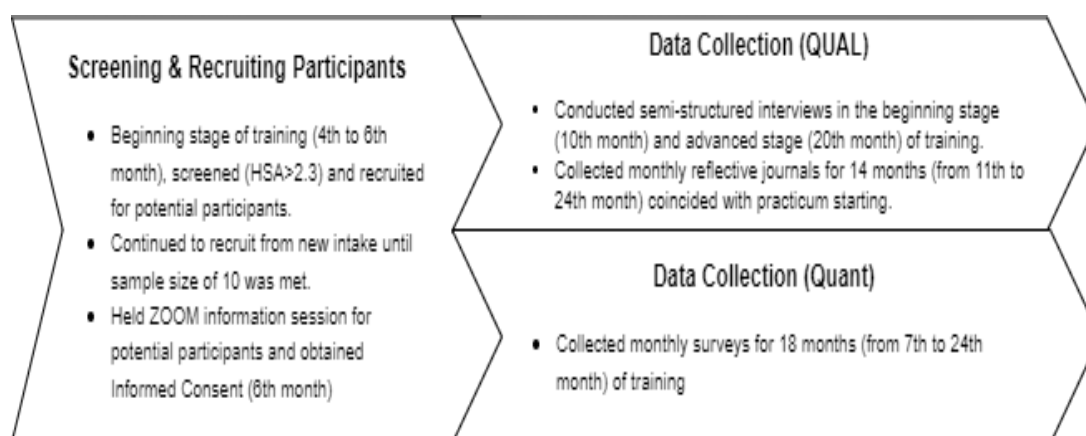 Screening & Recruiting Participants
• Beginning stage of training (4th to 6th
month), screened (HSA>2.3) and recruited
for potential participants.
• Continued to recruit from new intake until
sample size of 10 was met.
• Held ZOOM information session for
potential participants and obtained
Informed Consent (6th month)
Data Collection (QUAL)
• Conducted semi-structured interviews in the beginning stage
(10th month) and advanced stage (20th month) of training.
• Collected monthly reflective journals for 14 months (from 11th to
24th month) coincided with practicum starting.
Data Collection (Quant)
• Collected monthly surveys for 18 months (from 7th to 24th
month) of training